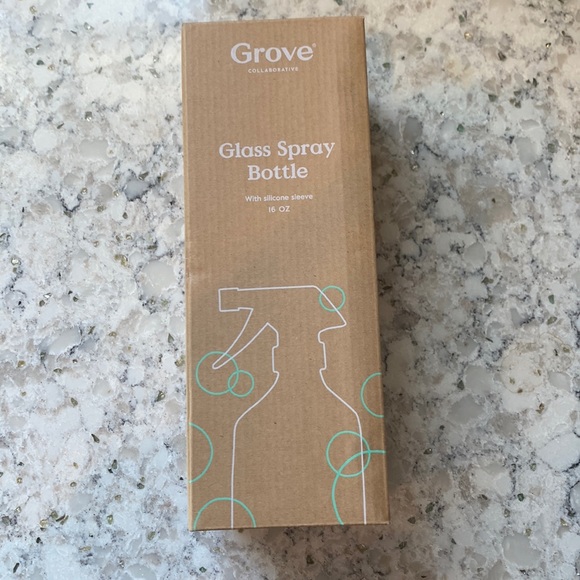 Grove®
COLLABORATIVE
Glass Spray
Bottle
With silicone sleeve
16 OZ